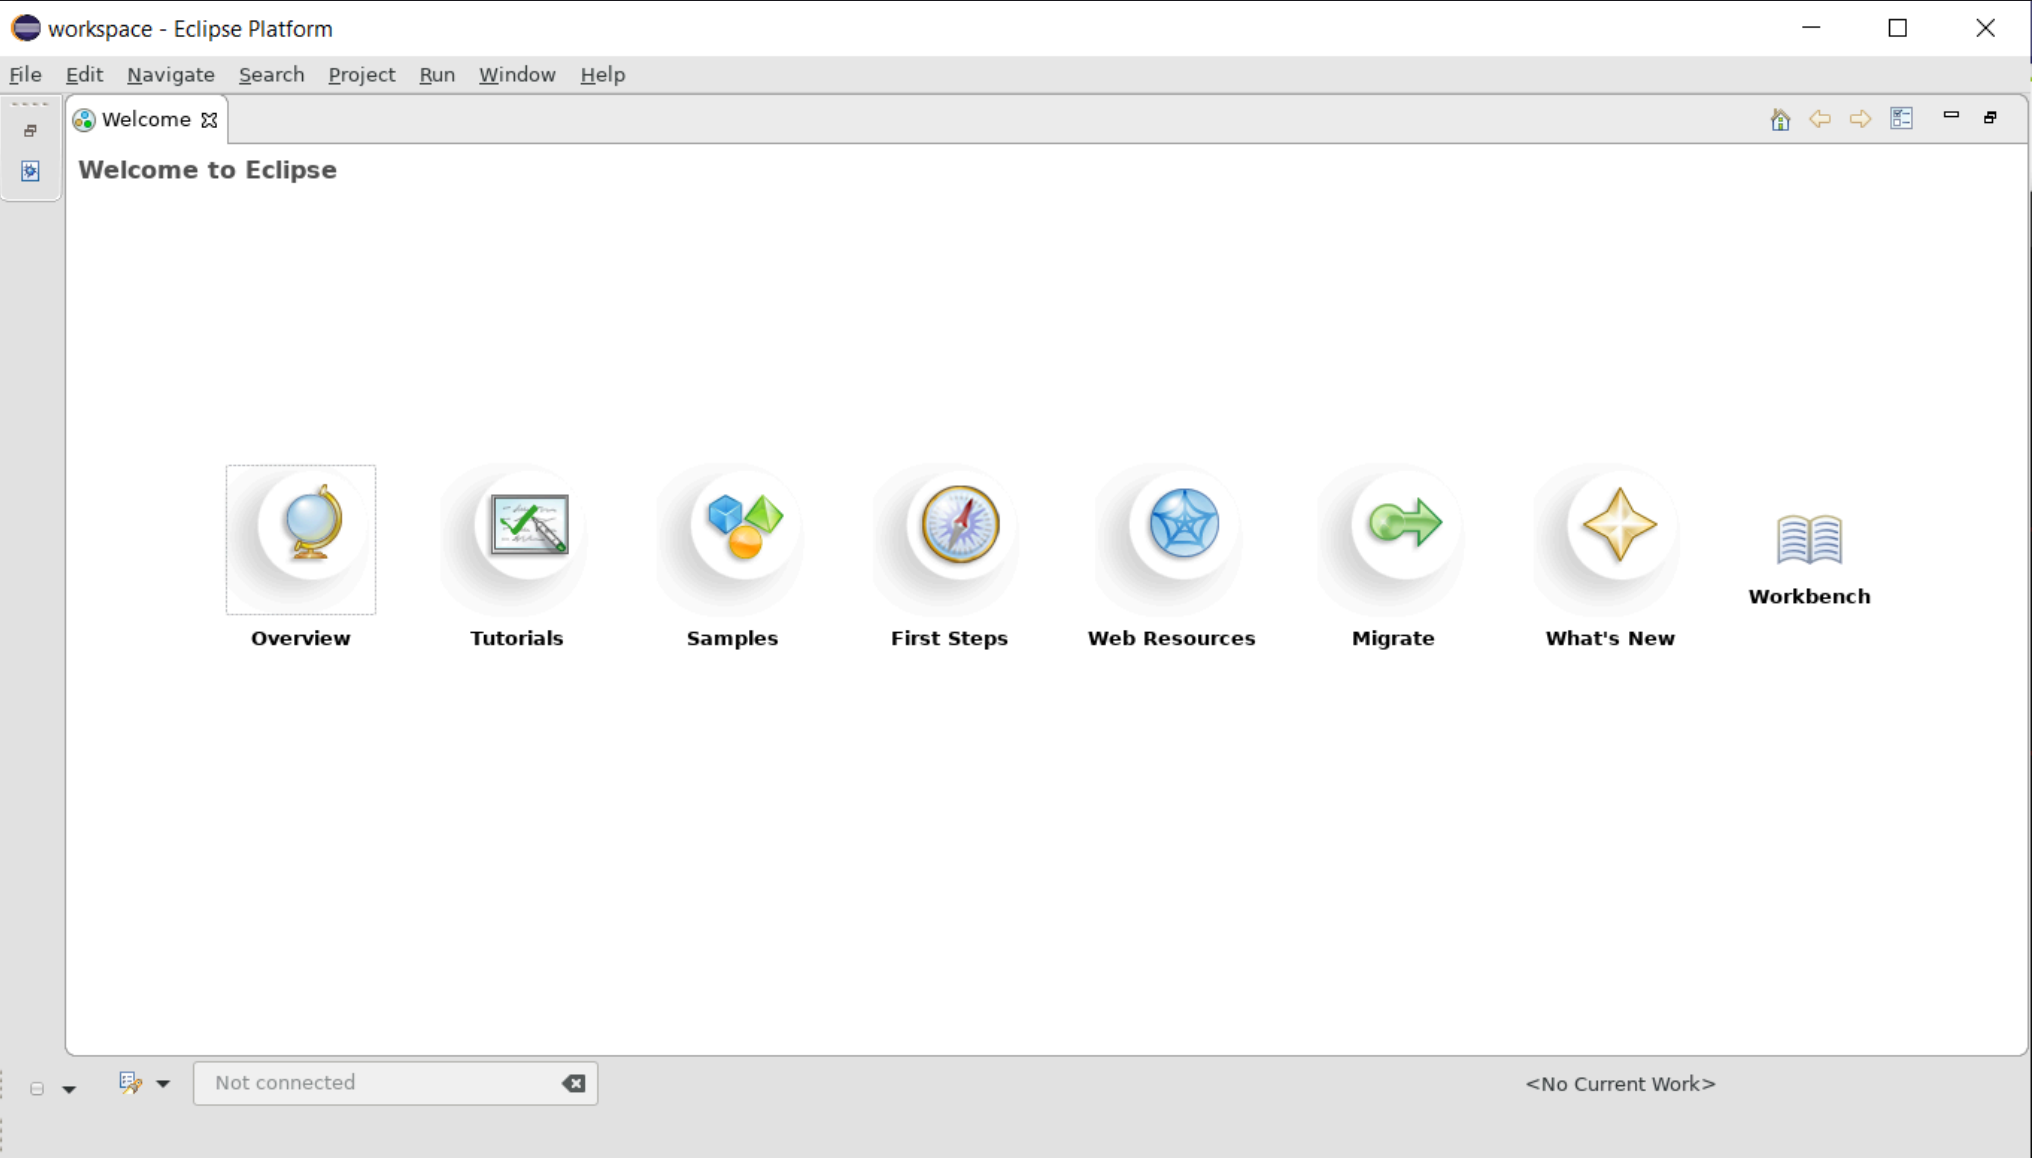 workspace - Eclipse Platform
File Edit Navigate Search Project Run Window Help
Welcome
Welcome to Eclipse
Overview
Tutorials
Samples
First Steps
Web Resources
Migrate
What's New
Workbench
Not connected
<No Current Work>